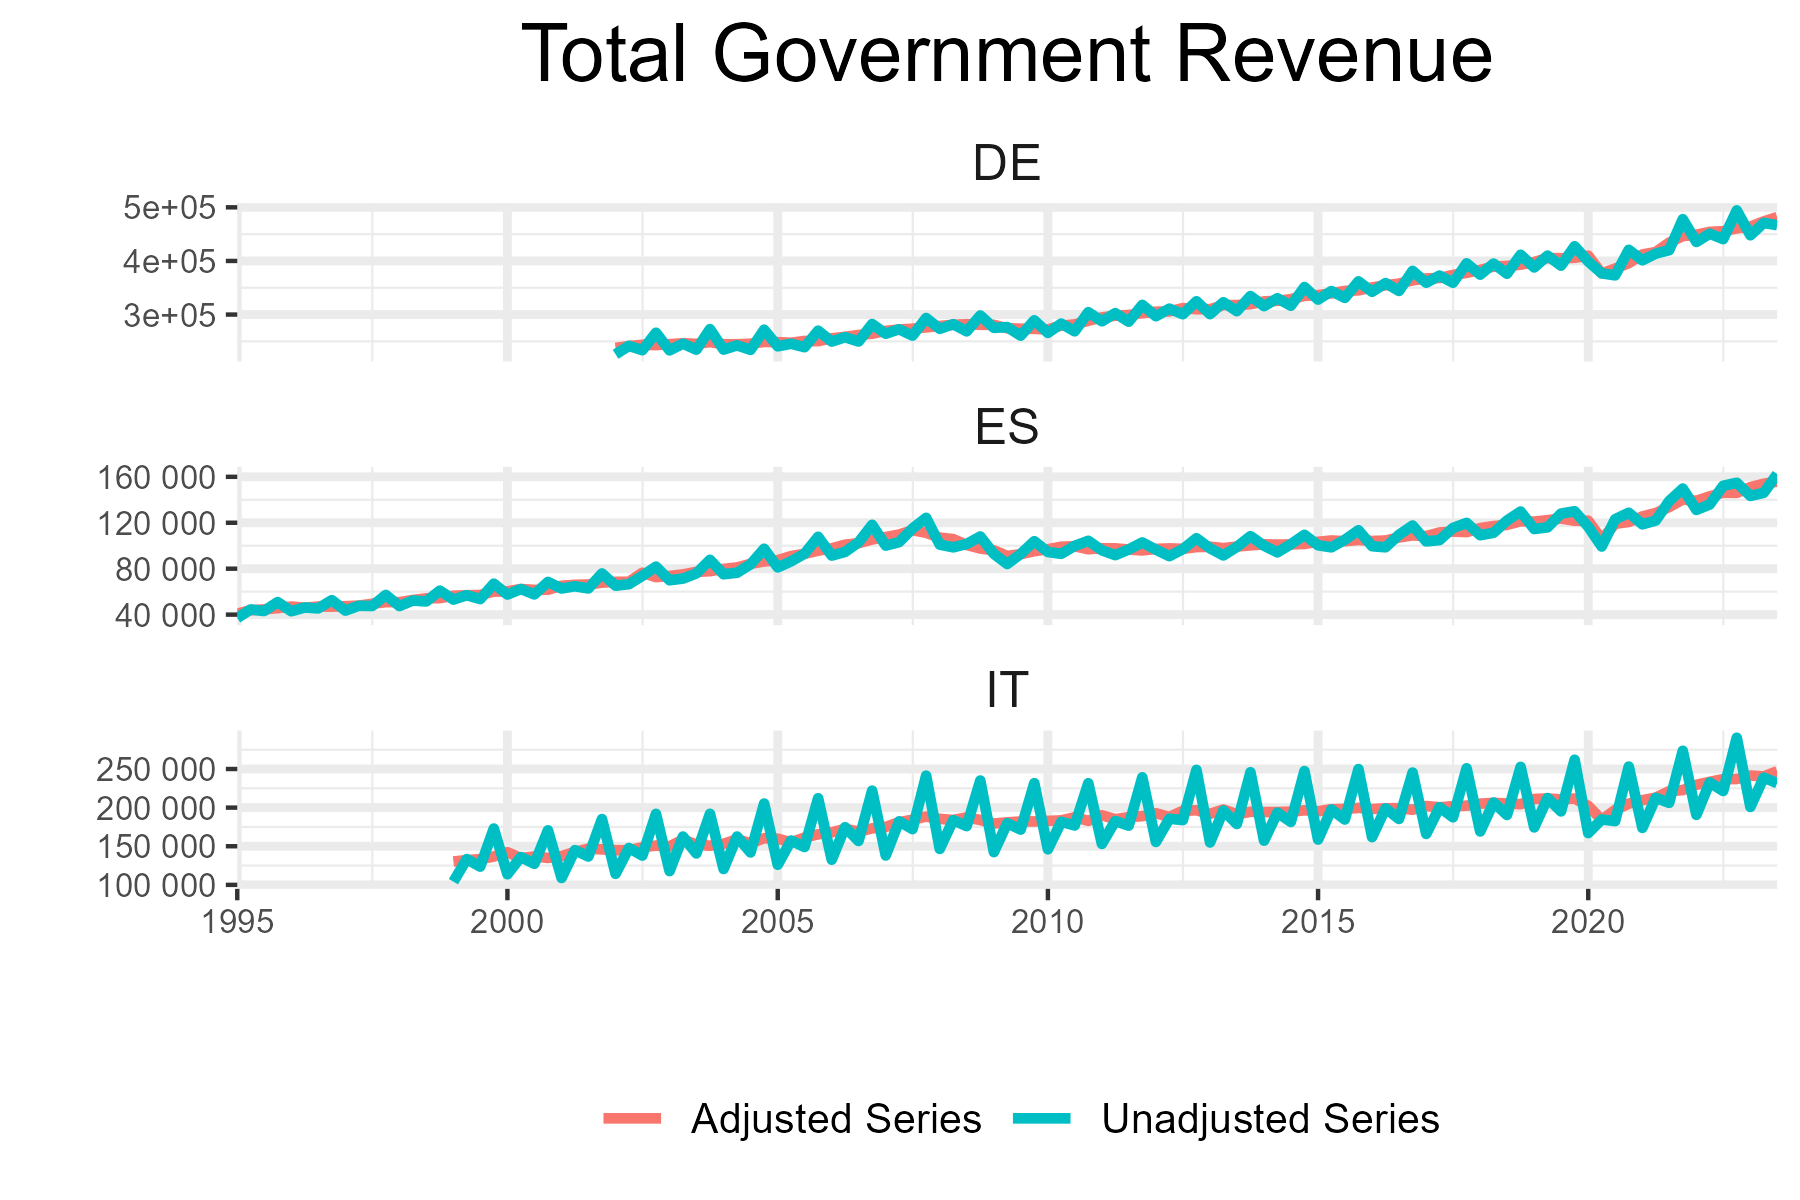 Total Government Revenue
DE
5e+05
4e+05
3e+05
ES
160 000
120 000
80 000
40 000
IT
250 000
200 000
150 000
100 000
1995 2000 2005 2010 2015 2020
Adjusted Series Unadjusted Series